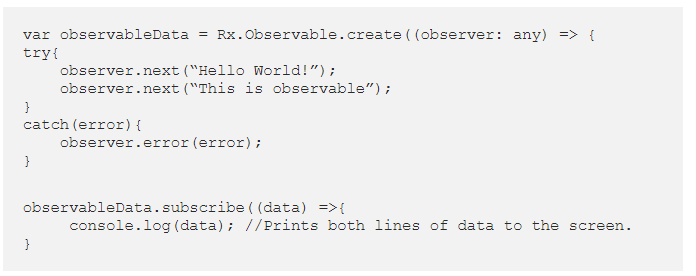 var observableData = Rx.Observable.create((observer: any) => {
try{
    observer.next(“Hello World!”);
    observer.next(“This is observable”);
}
catch(error){
    observer.error(error);
}

observableData.subscribe((data) =>{
     console.log(data); //Prints both lines of data to the screen.
}